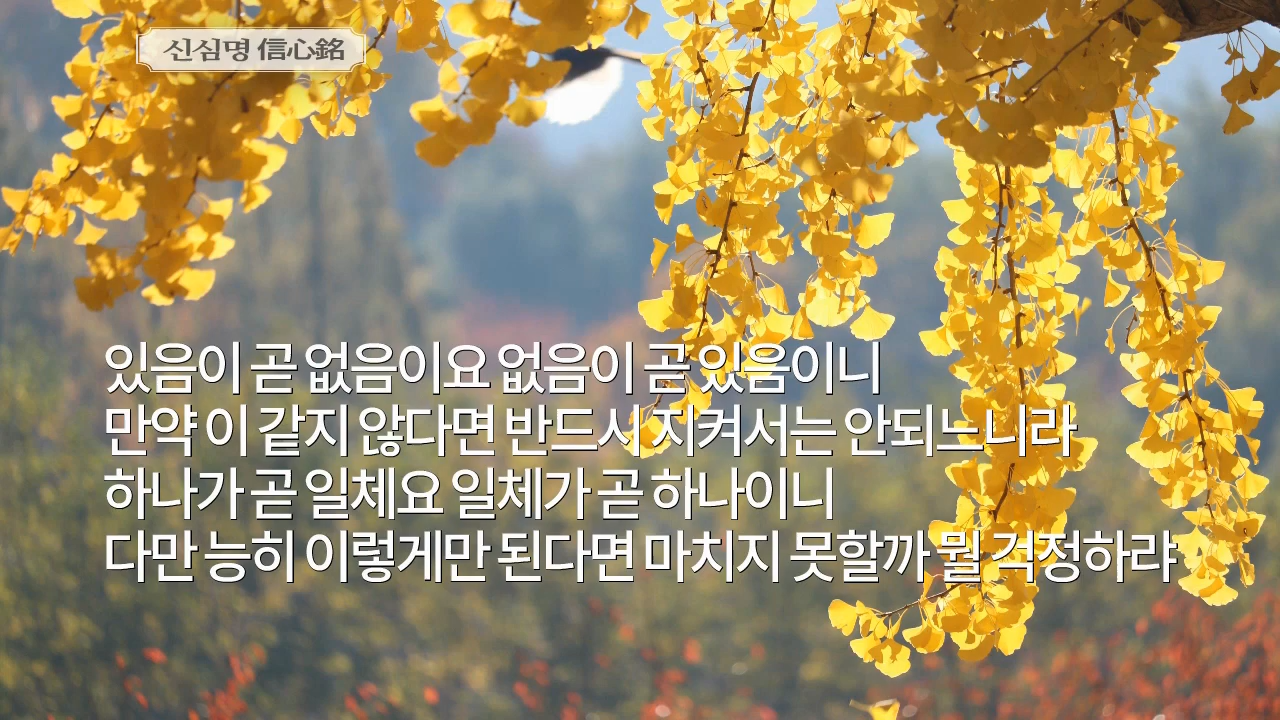 신심명 信心銘
있음이 곧 없음이요 없음이 곧 있음이니
만약 이 같지 않다면 반드시 지켜서는 안되느니라
하나가 곧 일체요 일체가 곧 하나이니
다만 능히 이렇게만 된다면 마치지 못할까 뭘 걱정하랴